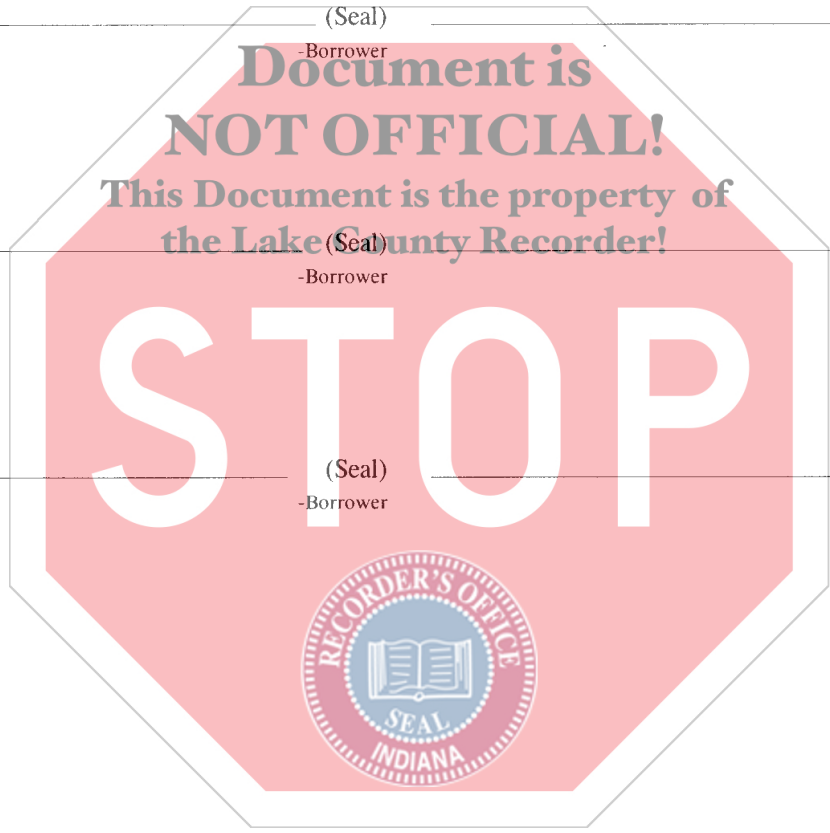 (Seal)
-Borrower
Document is
NOT OFFICIAL!
This Document is the property of
the Lake County Recorder!
(Seal)
-Borrower
STOP
(Seal)
-Borrower
RECORDER'S OFFICE
SEAL
INDIANA